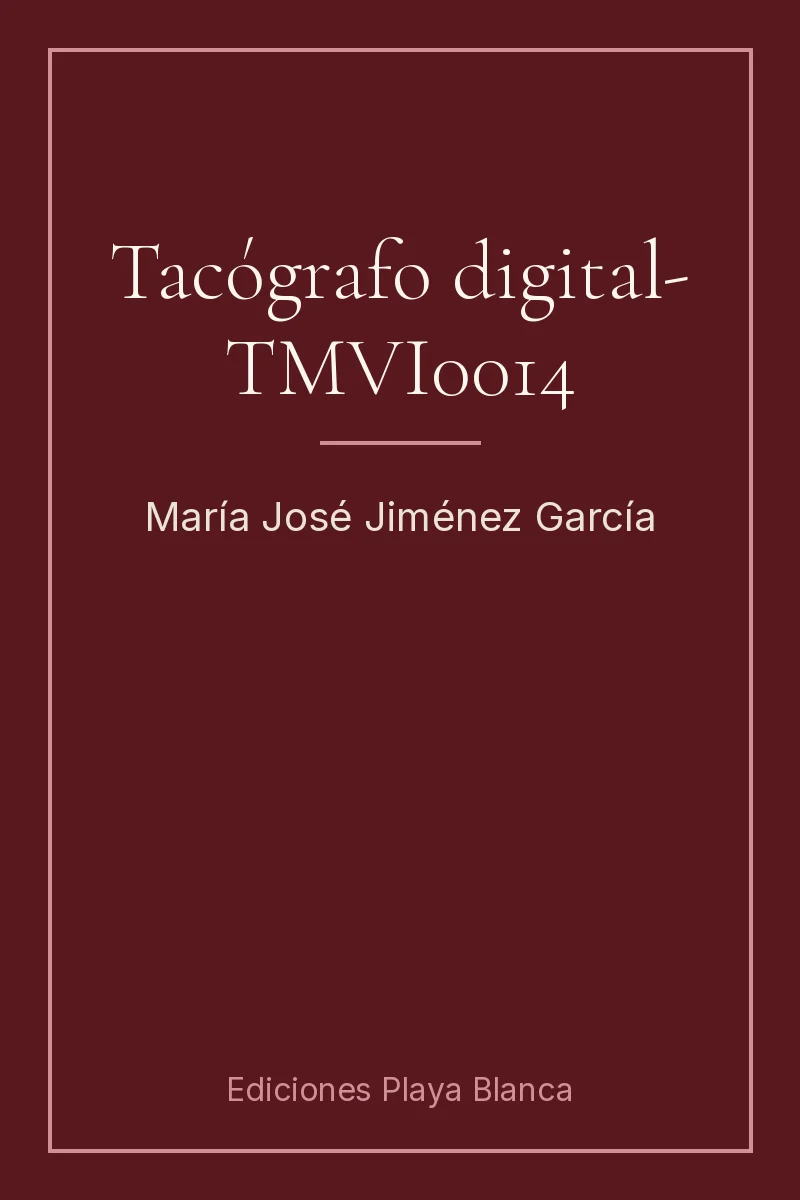 Tacógrafo digital-
TMVI0014
María José Jiménez García
Ediciones Playa Blanca